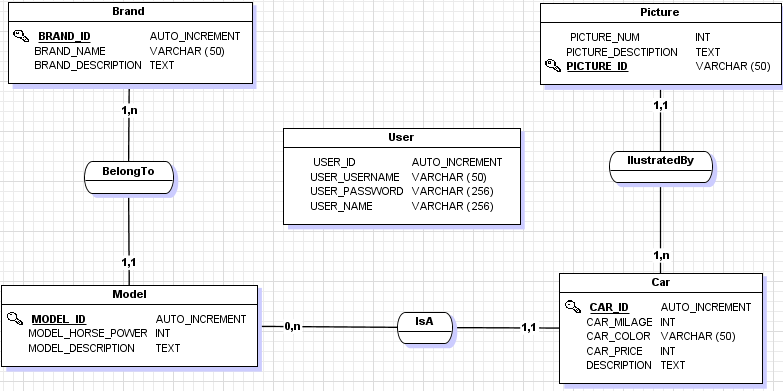 Brand
BRAND_ID AUTO_INCREMENT
BRAND_NAME VARCHAR (50)
BRAND_DESCRIPTION TEXT
Picture
PICTURE_NUM INT
PICTURE_DESCTIPTION TEXT
PICTURE_ID VARCHAR (50)
1,n
1,1
User
USER_ID AUTO_INCREMENT
USER_USERNAME VARCHAR (50)
USER_PASSWORD VARCHAR (256)
USER_NAME VARCHAR (256)
BelongTo
IlustratedBy
1,1
1,n
Model
MODEL_ID AUTO_INCREMENT
MODEL_HORSE_POWER INT
MODEL_DESCRIPTION TEXT
0,n
IsA
1,1
Car
CAR_ID AUTO_INCREMENT
CAR_MILAGE INT
CAR_COLOR VARCHAR (50)
CAR_PRICE INT
DESCRIPTION TEXT